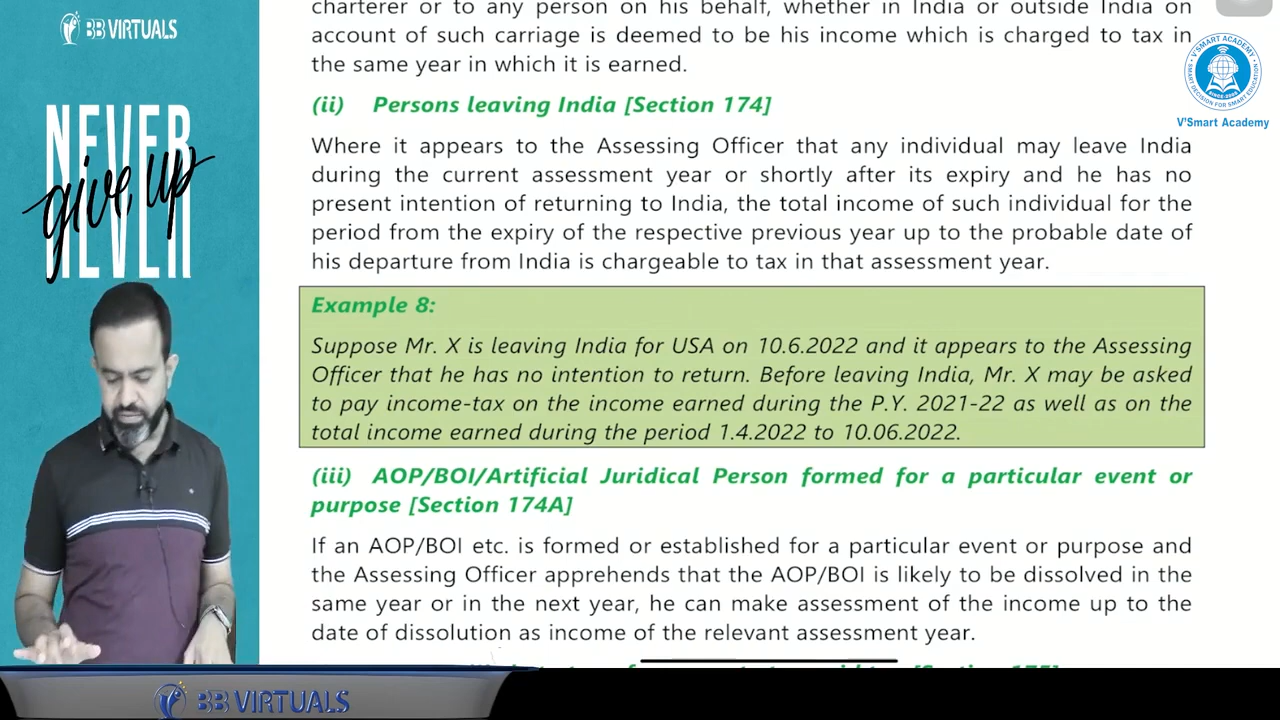 BB VIRTUALS
NEVER
give up
NEVER
charterer or to any person on his behalf, whether in India or outside India on
account of such carriage is deemed to be his income which is charged to tax in
the same year in which it is earned.
(ii) Persons leaving India [Section 174]
Where it appears to the Assessing Officer that any individual may leave India
during the current assessment year or shortly after its expiry and he has no
present intention of returning to India, the total income of such individual for the
period from the expiry of the respective previous year up to the probable date of
his departure from India is chargeable to tax in that assessment year.
Example 8:
Suppose Mr. X is leaving India for USA on 10.6.2022 and it appears to the Assessing
Officer that he has no intention to return. Before leaving India, Mr. X may be asked
to pay income-tax on the income earned during the P.Y. 2021-22 as well as on the
total income earned during the period 1.4.2022 to 10.06.2022.
(iii) AOP/BOI/Artificial Juridical Person formed for a particular event or
purpose [Section 174A]
If an AOP/BOI etc. is formed or established for a particular event or purpose and
the Assessing Officer apprehends that the AOP/BOI is likely to be dissolved in the
same year or in the next year, he can make assessment of the income up to the
date of dissolution as income of the relevant assessment year.
V'SMART ACADEMY
SMART DECISION FOR SMART EDUCATION
V'Smart Academy
BB VIRTUALS